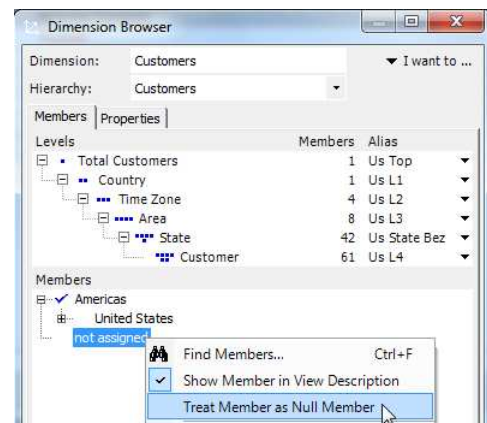 Dimension Browser
Dimension: Customers ▼ I want to ...
Hierarchy: Customers
Members Properties
Levels Members Alias
Total Customers 1 Us Top
Country 1 Us L1
Time Zone 4 Us L2
Area 8 Us L3
State 42 Us State Bez
Customer 61 Us L4
Members
Americas
United States
not assigned
Find Members... Ctrl+F
Show Member in View Description
Treat Member as Null Member